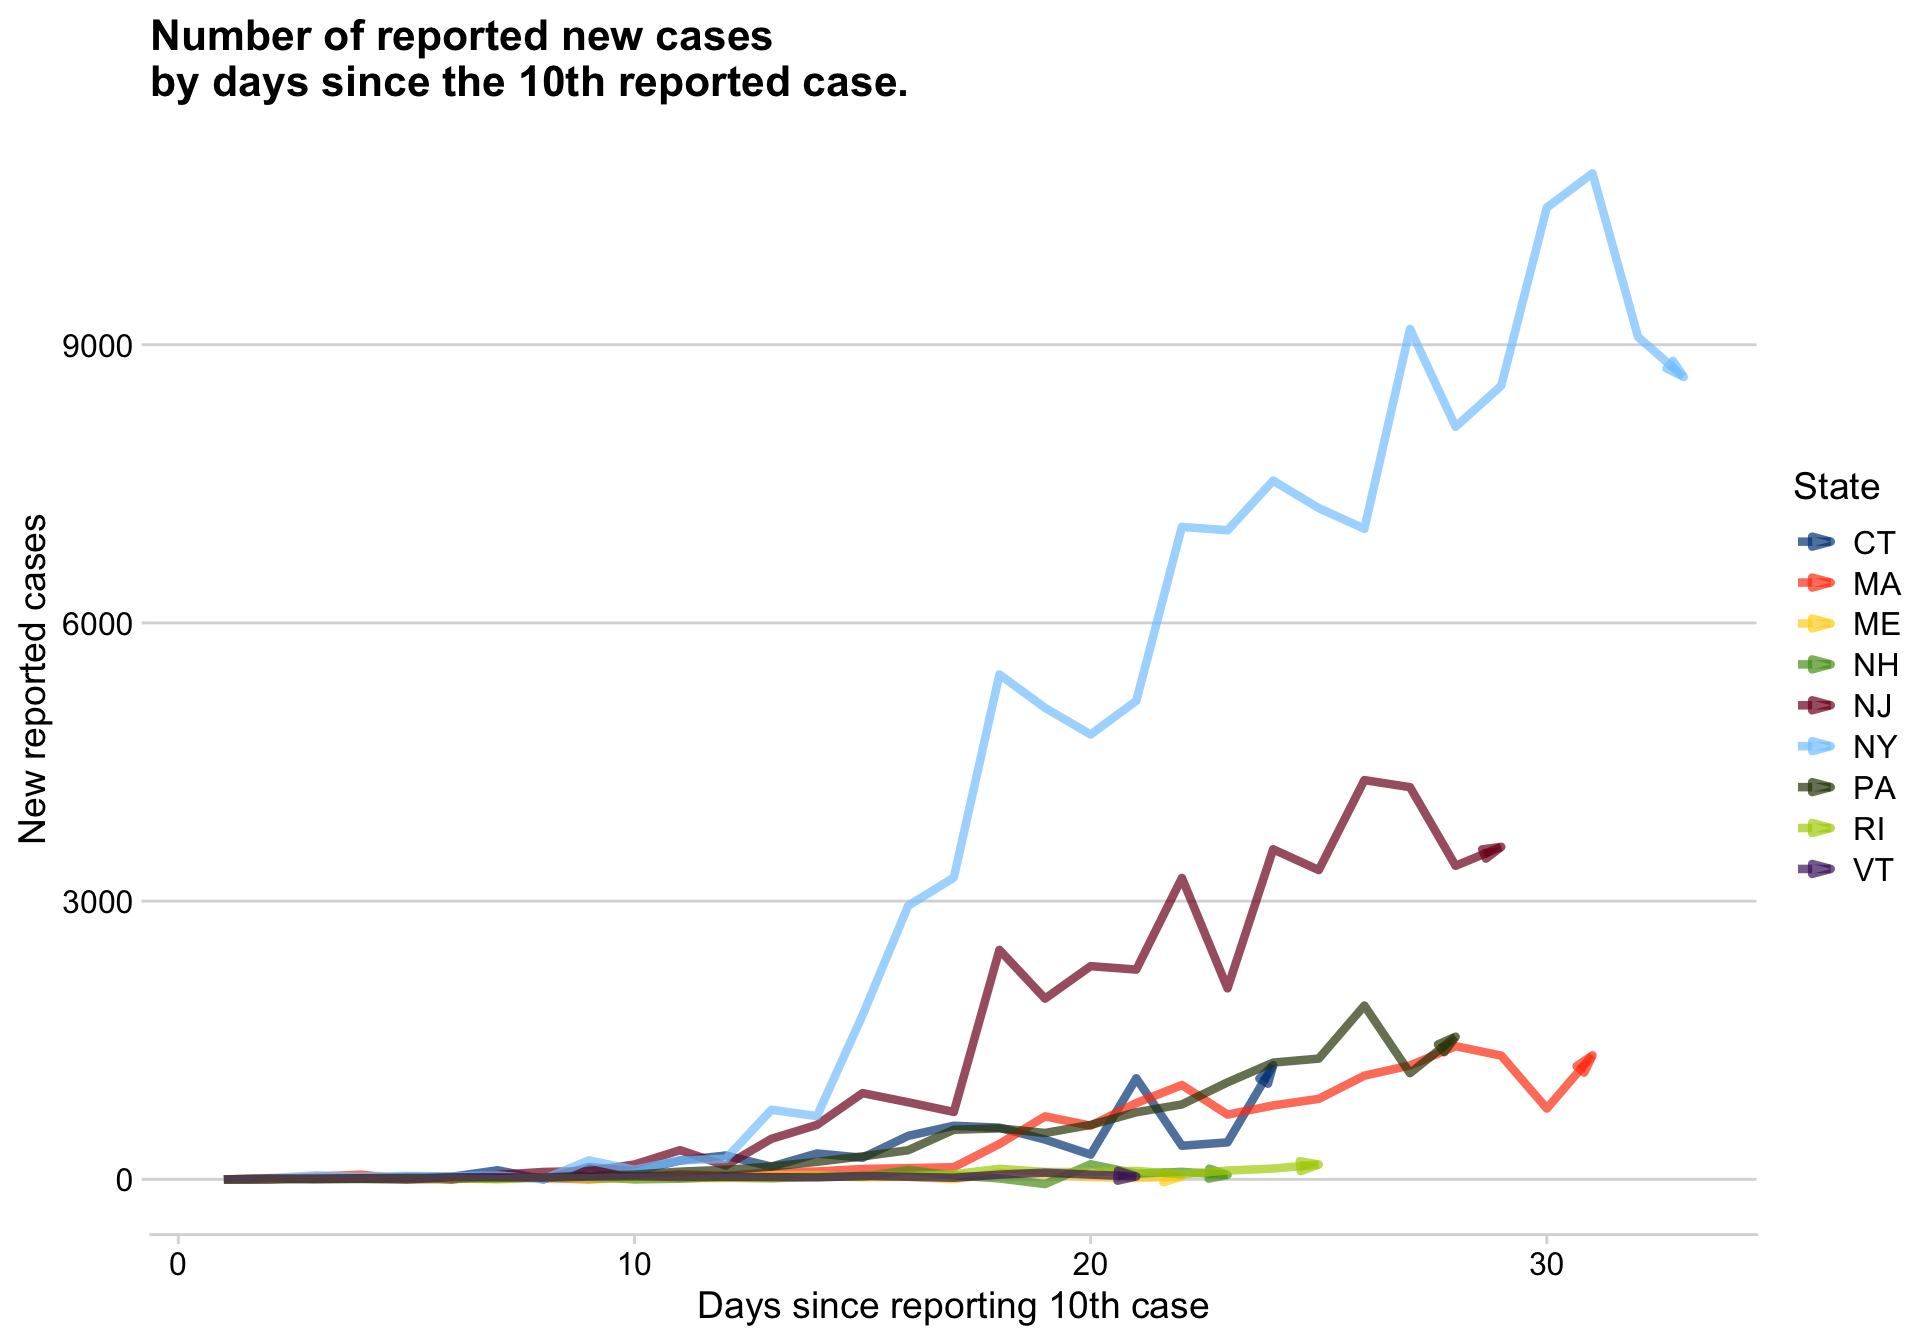 Number of reported new cases
by days since the 10th reported case.
New reported cases
9000
6000
3000
0
0
10
20
30
Days since reporting 10th case
State
CT
MA
ME
NH
NJ
NY
PA
RI
VT